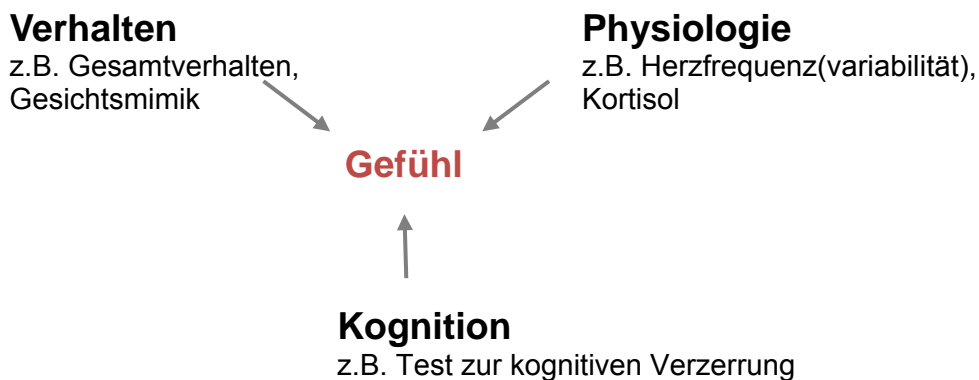 Verhalten
z.B. Gesamtverhalten,
Gesichtsmimik
Physiologie
z.B. Herzfrequenz(variabilität),
Kortisol
Gefühl
Kognition
z.B. Test zur kognitiven Verzerrung